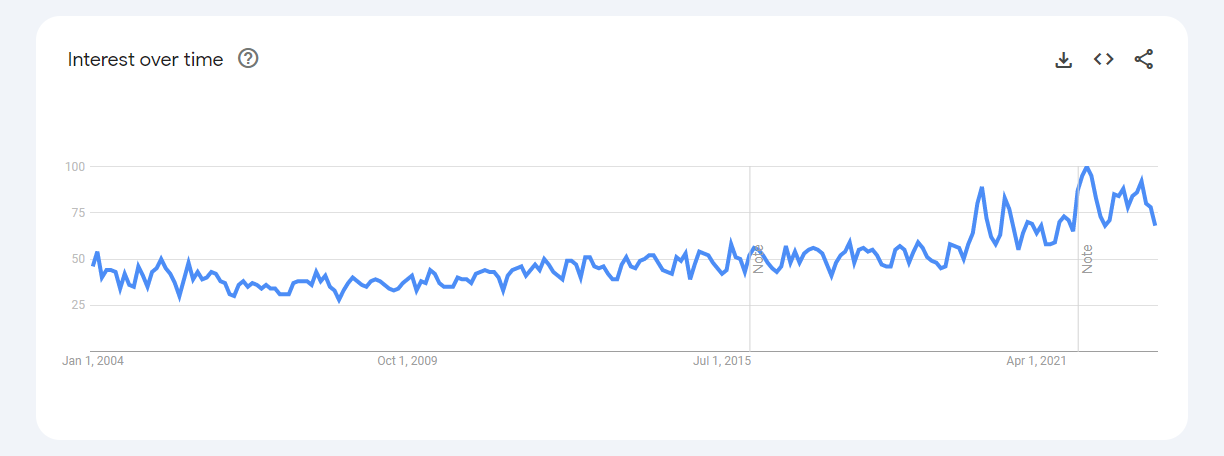 Interest over time ?
100
75
50
25
Note
Note
Jan 1, 2004 Oct 1, 2009 Jul 1, 2015 Apr 1, 2021